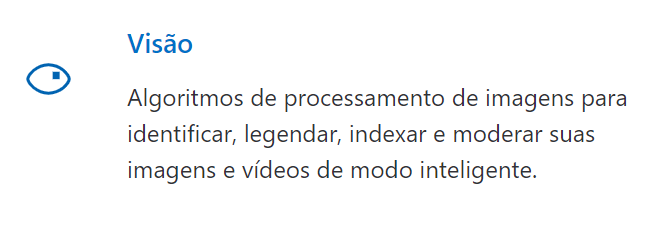 Visão
Algoritmos de processamento de imagens para
identificar, legendar, indexar e moderar suas
imagens e vídeos de modo inteligente.